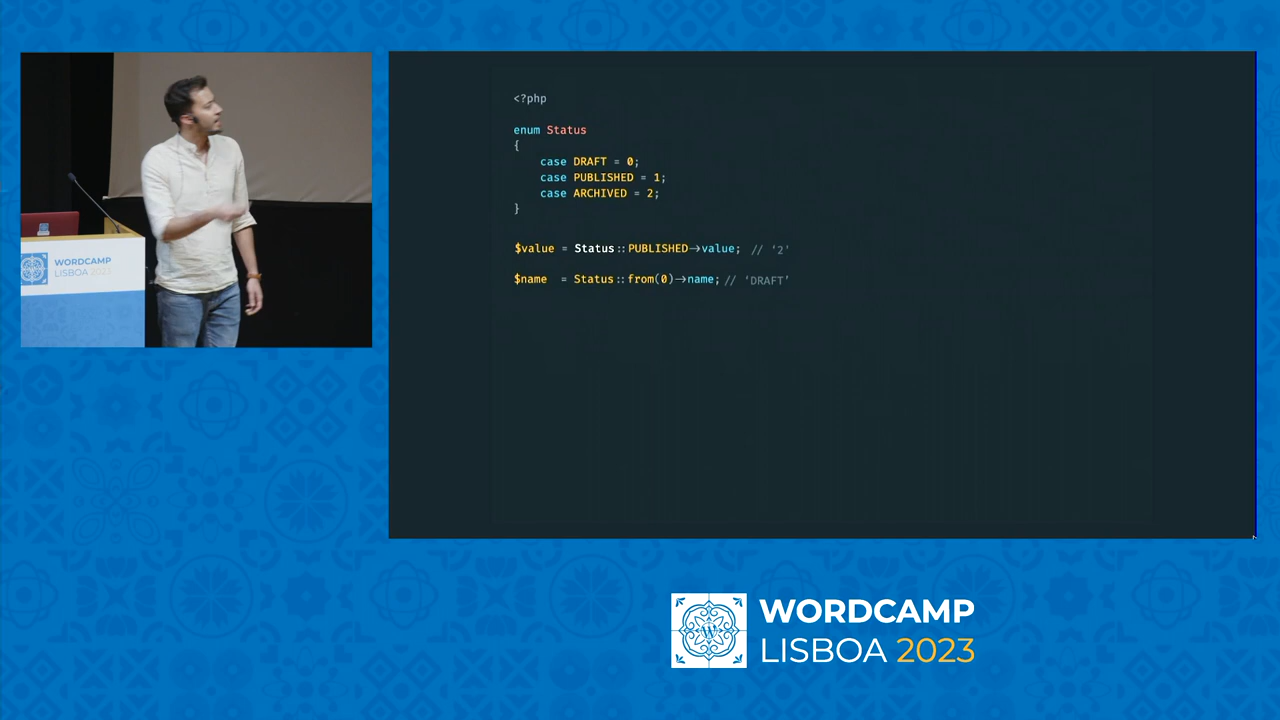 WORDCAMP
LISBOA 2023
<?php
enum Status
{
case DRAFT = 0;
case PUBLISHED = 1;
case ARCHIVED = 2;
}
$value = Status::PUBLISHED->value; // ‘2’
$name = Status::from(0)->name; // ‘DRAFT’
WORDCAMP
LISBOA 2023